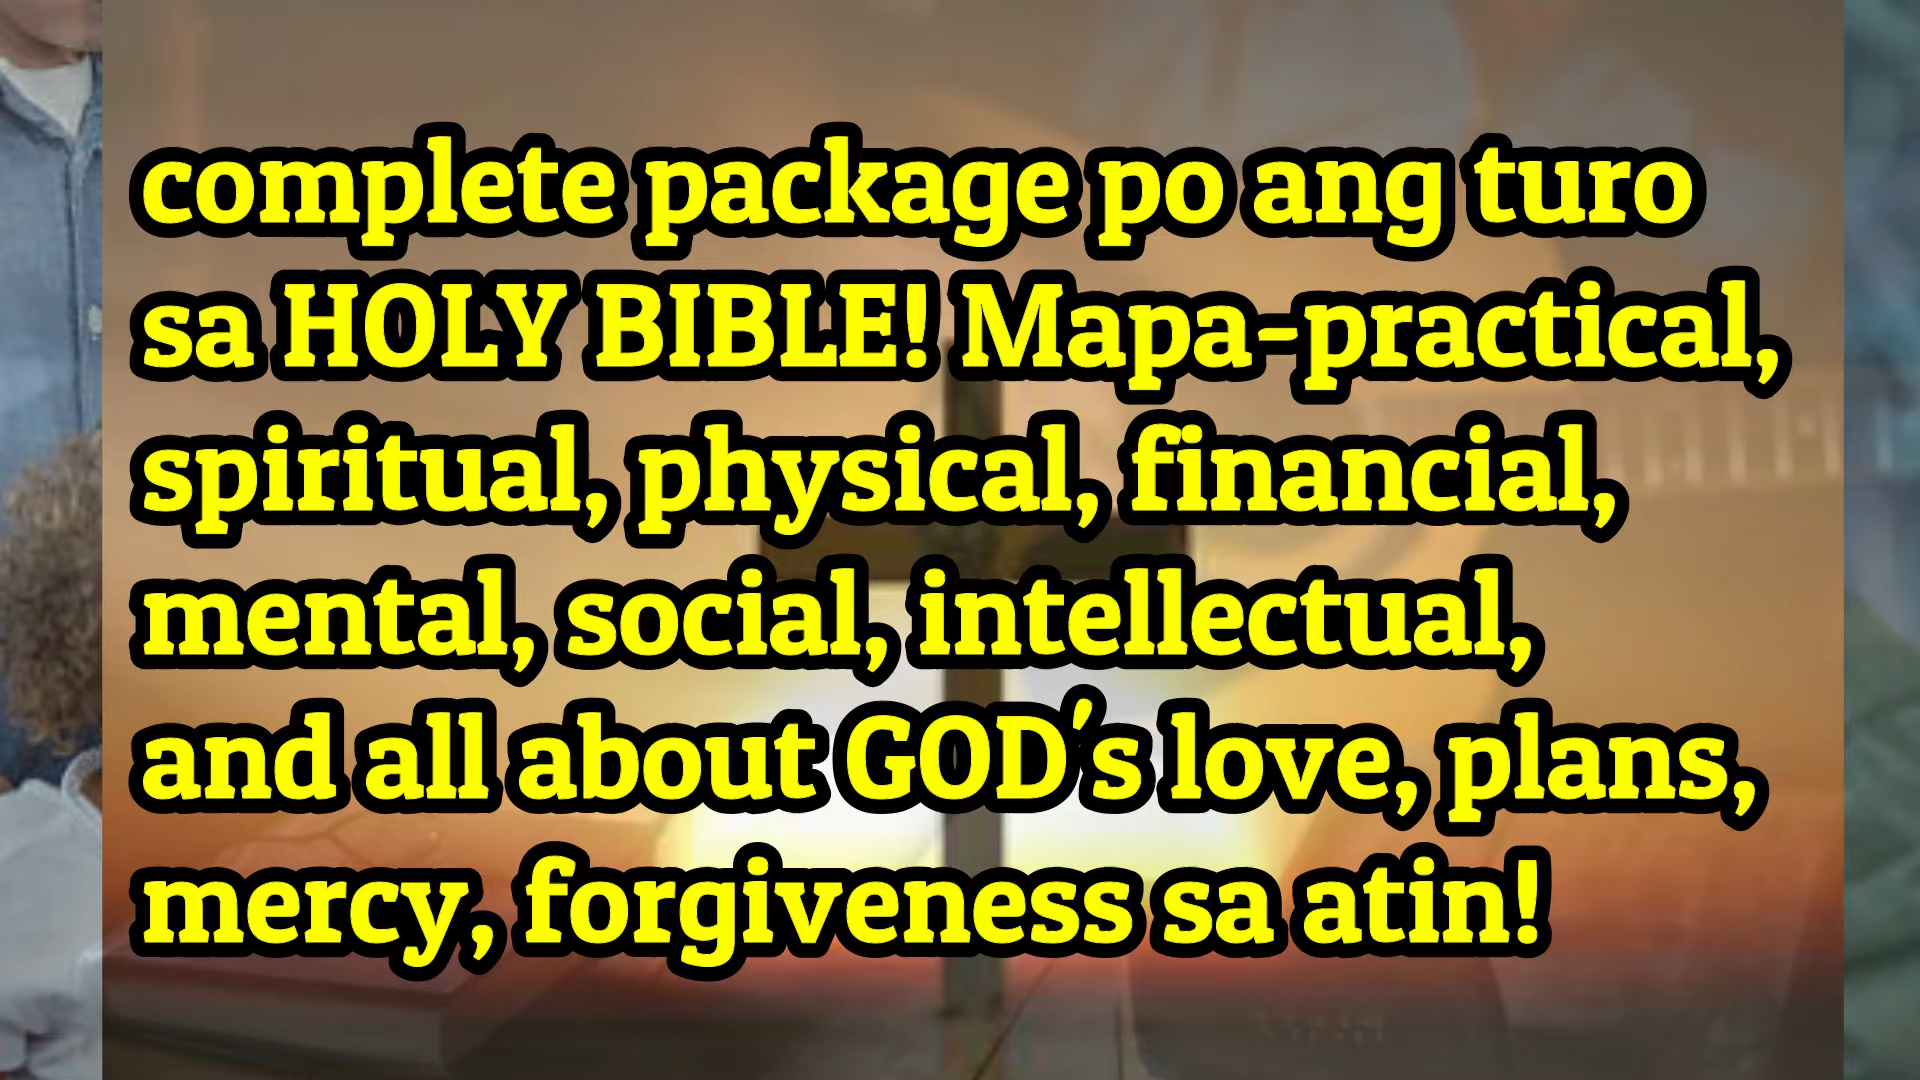 complete package po ang turo
sa HOLY BIBLE! Mapa-practical,
spiritual, physical, financial,
mental, social, intellectual,
and all about GOD's love, plans,
mercy, forgiveness sa atin!